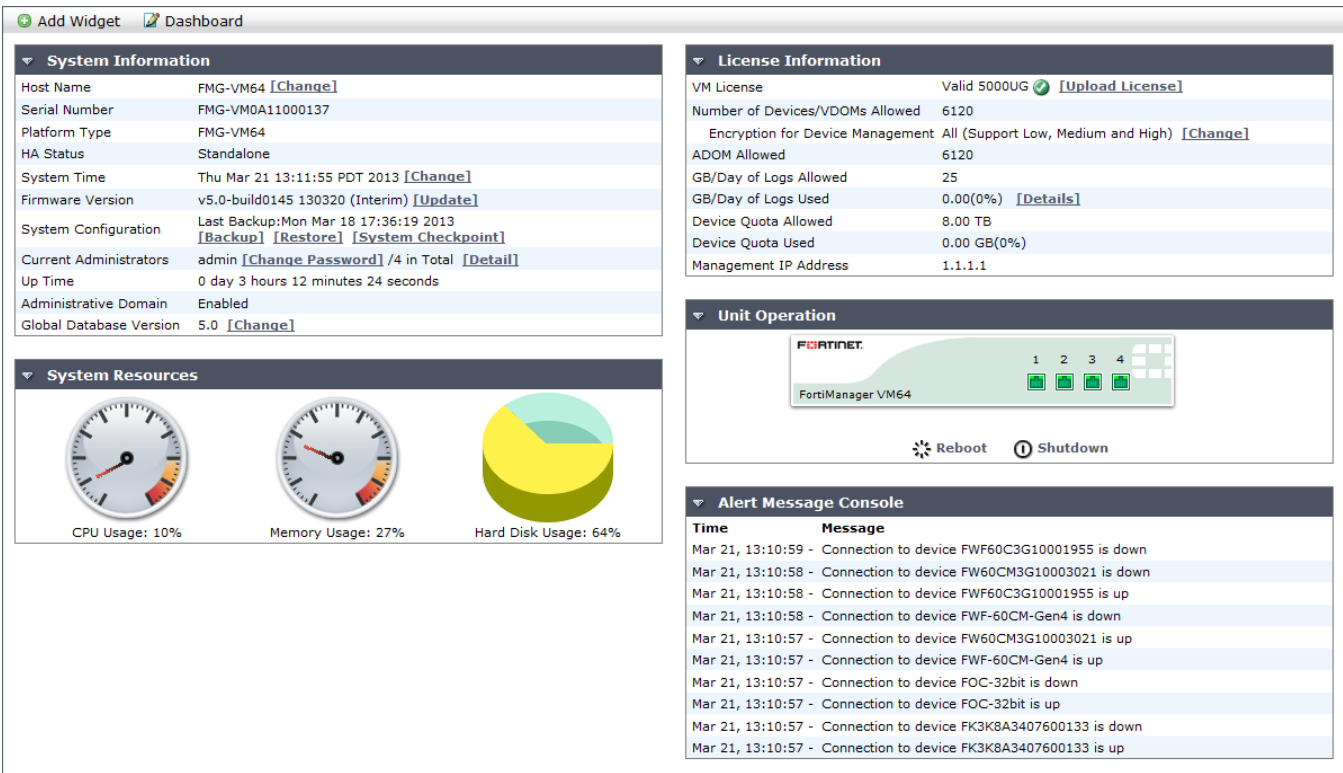 Add Widget Dashboard
System Information
Host Name FMG-VM64 [Change]
Serial Number FMG-VM0A11000137
Platform Type FMG-VM64
HA Status Standalone
System Time Thu Mar 21 13:11:55 PDT 2013 [Change]
Firmware Version v5.0-build0145 130320 (Interim) [Update]
System Configuration Last Backup:Mon Mar 18 17:36:19 2013
[Backup] [Restore] [System Checkpoint]
Current Administrators admin [Change Password] /4 in Total [Detail]
Up Time 0 day 3 hours 12 minutes 24 seconds
Administrative Domain Enabled
Global Database Version 5.0 [Change]
System Resources
CPU Usage: 10% Memory Usage: 27% Hard Disk Usage: 64%
License Information
VM License Valid 5000UG [Upload License]
Number of Devices/VDOMs Allowed 6120
Encryption for Device Management All (Support Low, Medium and High) [Change]
ADOM Allowed 6120
GB/Day of Logs Allowed 25
GB/Day of Logs Used 0.00(0%) [Details]
Device Quota Allowed 8.00 TB
Device Quota Used 0.00 GB(0%)
Management IP Address 1.1.1.1
Unit Operation
FORTINET.
1 2 3 4
FortiManager VM64
Reboot Shutdown
Alert Message Console
Time Message
Mar 21, 13:10:59 - Connection to device FWF60C3G10001955 is down
Mar 21, 13:10:58 - Connection to device FW60CM3G10003021 is down
Mar 21, 13:10:58 - Connection to device FWF60C3G10001955 is up
Mar 21, 13:10:58 - Connection to device FWF-60CM-Gen4 is down
Mar 21, 13:10:57 - Connection to device FW60CM3G10003021 is up
Mar 21, 13:10:57 - Connection to device FWF-60CM-Gen4 is up
Mar 21, 13:10:57 - Connection to device FOC-32bit is down
Mar 21, 13:10:57 - Connection to device FOC-32bit is up
Mar 21, 13:10:57 - Connection to device FK3K8A3407600133 is down
Mar 21, 13:10:57 - Connection to device FK3K8A3407600133 is up